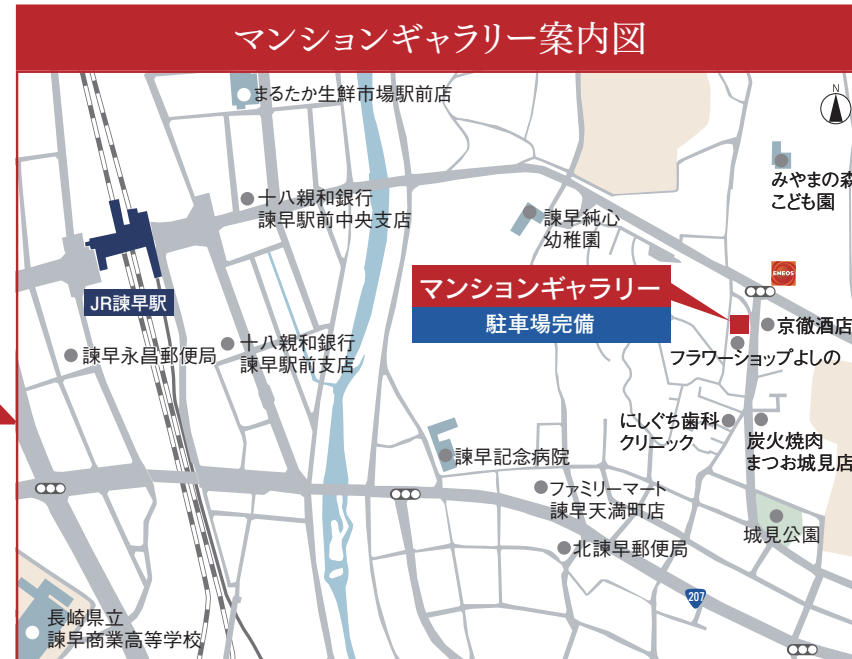 マンションギャラリー案内図
まるたか生鮮市場駅前店
N
みやまの森
こども園
十八親和銀行
諫早駅前中央支店
諫早純心
幼稚園
ENEOS
マンションギャラリー
駐車場完備
JR諫早駅
京徹酒店
フラワーショップよしの
諫早永昌郵便局
十八親和銀行
諫早駅前支店
にしぐち歯科
クリニック
炭火焼肉
まつお城見店
諫早記念病院
ファミリーマート
諫早天満町店
城見公園
北諫早郵便局
207
長崎県立
諫早商業高等学校